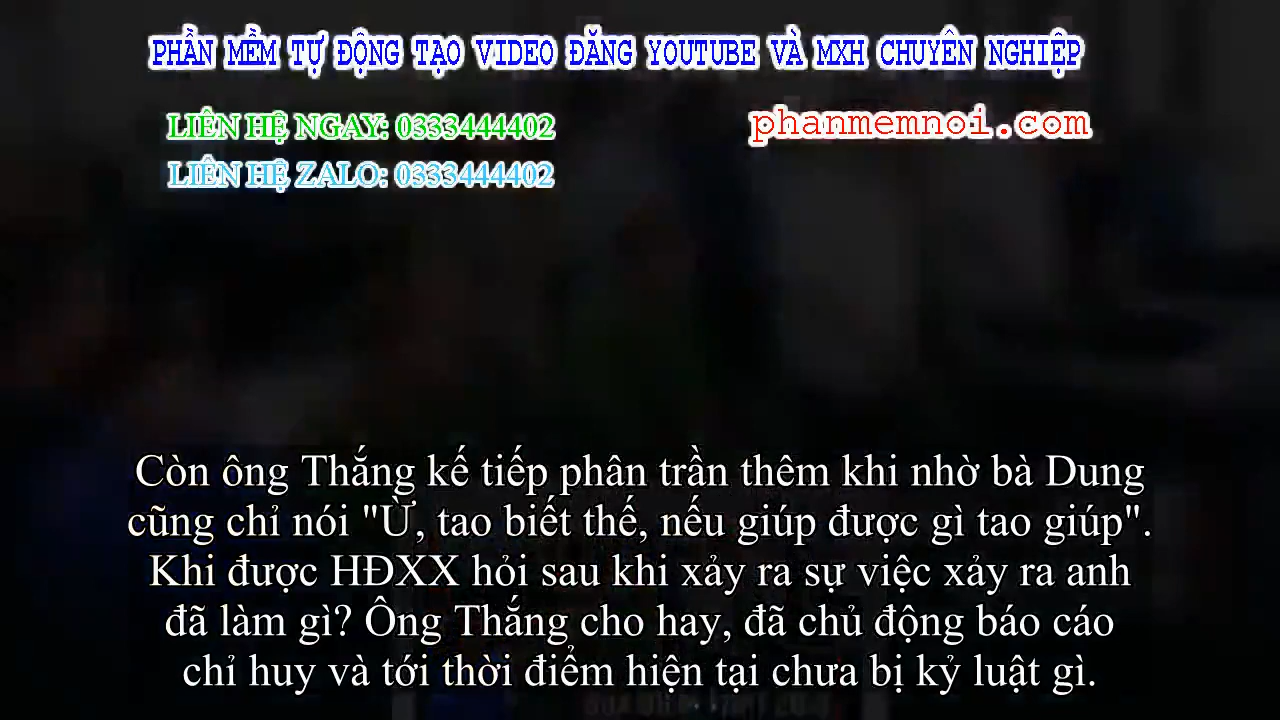 PHẦN MỀM TỰ ĐỘNG TẠO VIDEO ĐĂNG YOUTUBE VÀ MXH CHUYÊN NGHIỆP
LIÊN HỆ NGAY: 0333444402
phanmemnoi.com
LIÊN HỆ ZALO: 0333444402
Còn ông Thắng kế tiếp phân trần thêm khi nhờ bà Dung
cũng chỉ nói "Ừ, tao biết thế, nếu giúp được gì tao giúp".
Khi được HĐXX hỏi sau khi xảy ra sự việc xảy ra anh
đã làm gì? Ông Thắng cho hay, đã chủ động báo cáo
chỉ huy và tới thời điểm hiện tại chưa bị kỷ luật gì.